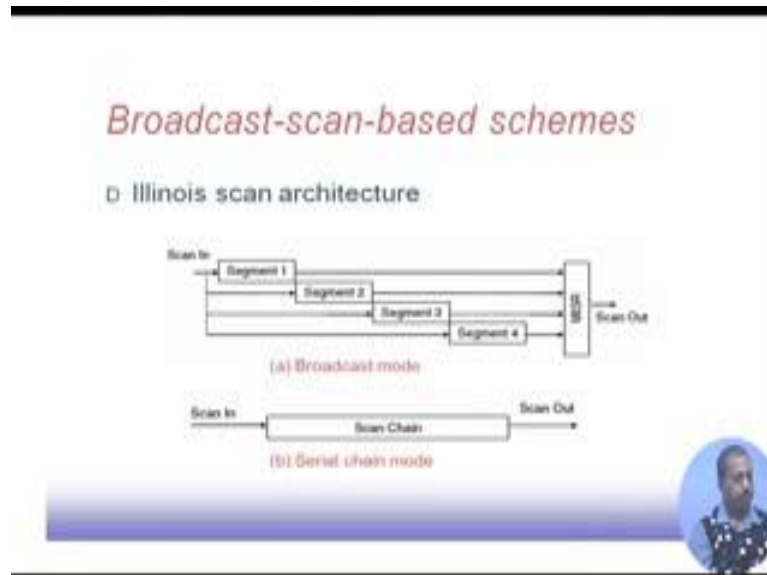 Broadcast-scan-based schemes
D Illinois scan architecture
Scan In
Segment 1
Segment 2
Segment 3
Segment 4
MISR
Scan Out
(a) Broadcast mode
Scan In
Scan Chain
Scan Out
(b) Serial chain mode